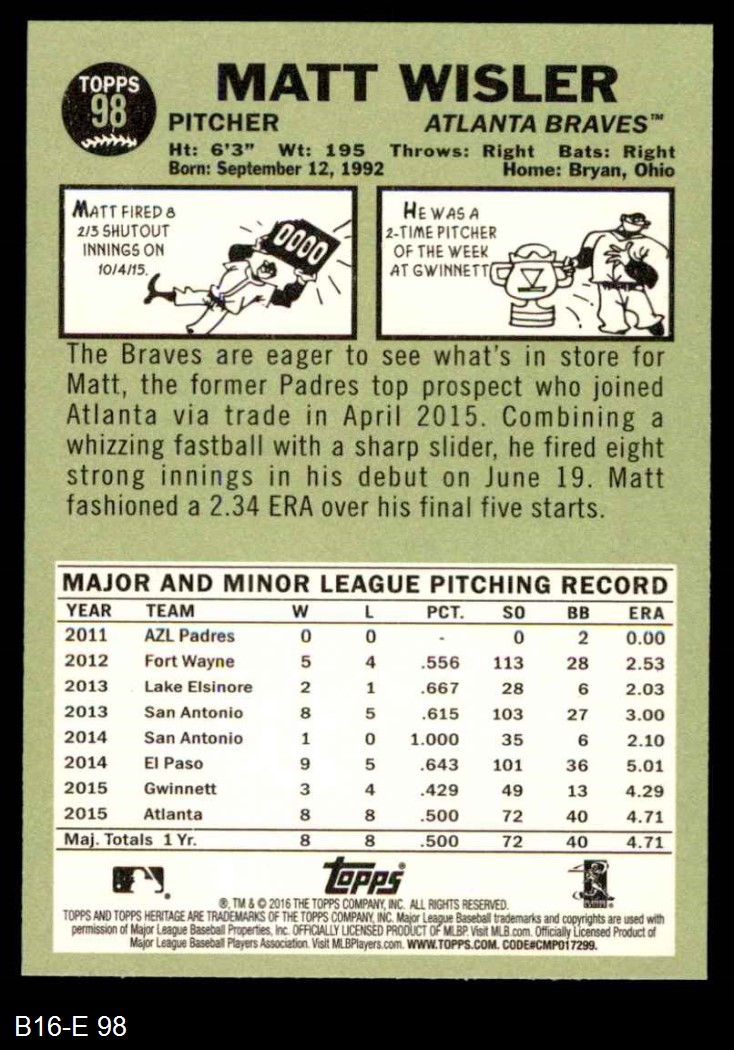 TOPPS
98
MATT WISLER
PITCHER ATLANTA BRAVES™
Ht: 6'3" Wt: 195 Throws: Right Bats: Right
Born: September 12, 1992 Home: Bryan, Ohio
MATT FIRED 8
2/3 SHUTOUT
INNINGS ON
10/4/15.
0000
HE WAS A
2-TIME PITCHER
OF THE WEEK
AT GWINNETT
The Braves are eager to see what's in store for
Matt, the former Padres top prospect who joined
Atlanta via trade in April 2015. Combining a
whizzing fastball with a sharp slider, he fired eight
strong innings in his debut on June 19. Matt
fashioned a 2.34 ERA over his final five starts.
MAJOR AND MINOR LEAGUE PITCHING RECORD
YEAR TEAM W L PCT. SO BB ERA
2011 AZL Padres 0 0 - 0 2 0.00
2012 Fort Wayne 5 4 .556 113 28 2.53
2013 Lake Elsinore 2 1 .667 28 6 2.03
2013 San Antonio 8 5 .615 103 27 3.00
2014 San Antonio 1 0 1.000 35 6 2.10
2014 El Paso 9 5 .643 101 36 5.01
2015 Gwinnett 3 4 .429 49 13 4.29
2015 Atlanta 8 8 .500 72 40 4.71
Maj. Totals 1 Yr. 8 8 .500 72 40 4.71
Topps
®, TM & © 2016 THE TOPPS COMPANY, INC. ALL RIGHTS RESERVED.
TOPPS AND TOPPS HERITAGE ARE TRADEMARKS OF THE TOPPS COMPANY, INC. Major League Baseball trademarks and copyrights are used with
permission of Major League Baseball Properties, Inc. OFFICIALLY LICENSED PRODUCT OF MLBP. Visit MLB.com. Officially Licensed Product of
Major League Baseball Players Association. Visit MLBPlayers.com. WWW.TOPPS.COM. CODE#CMP017299.
B16-E 98